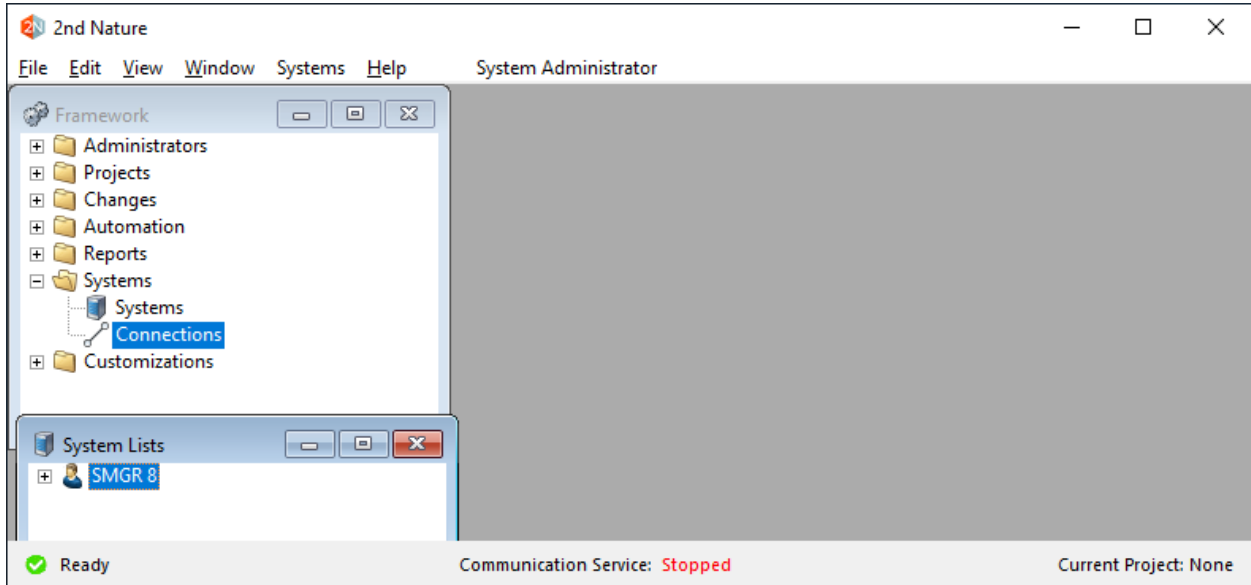 2nd Nature
File Edit View Window Systems Help System Administrator
Framework
Administrators
Projects
Changes
Automation
Reports
Systems
Systems
Connections
Customizations
System Lists
SMGR 8
Ready Communication Service: Stopped Current Project: None